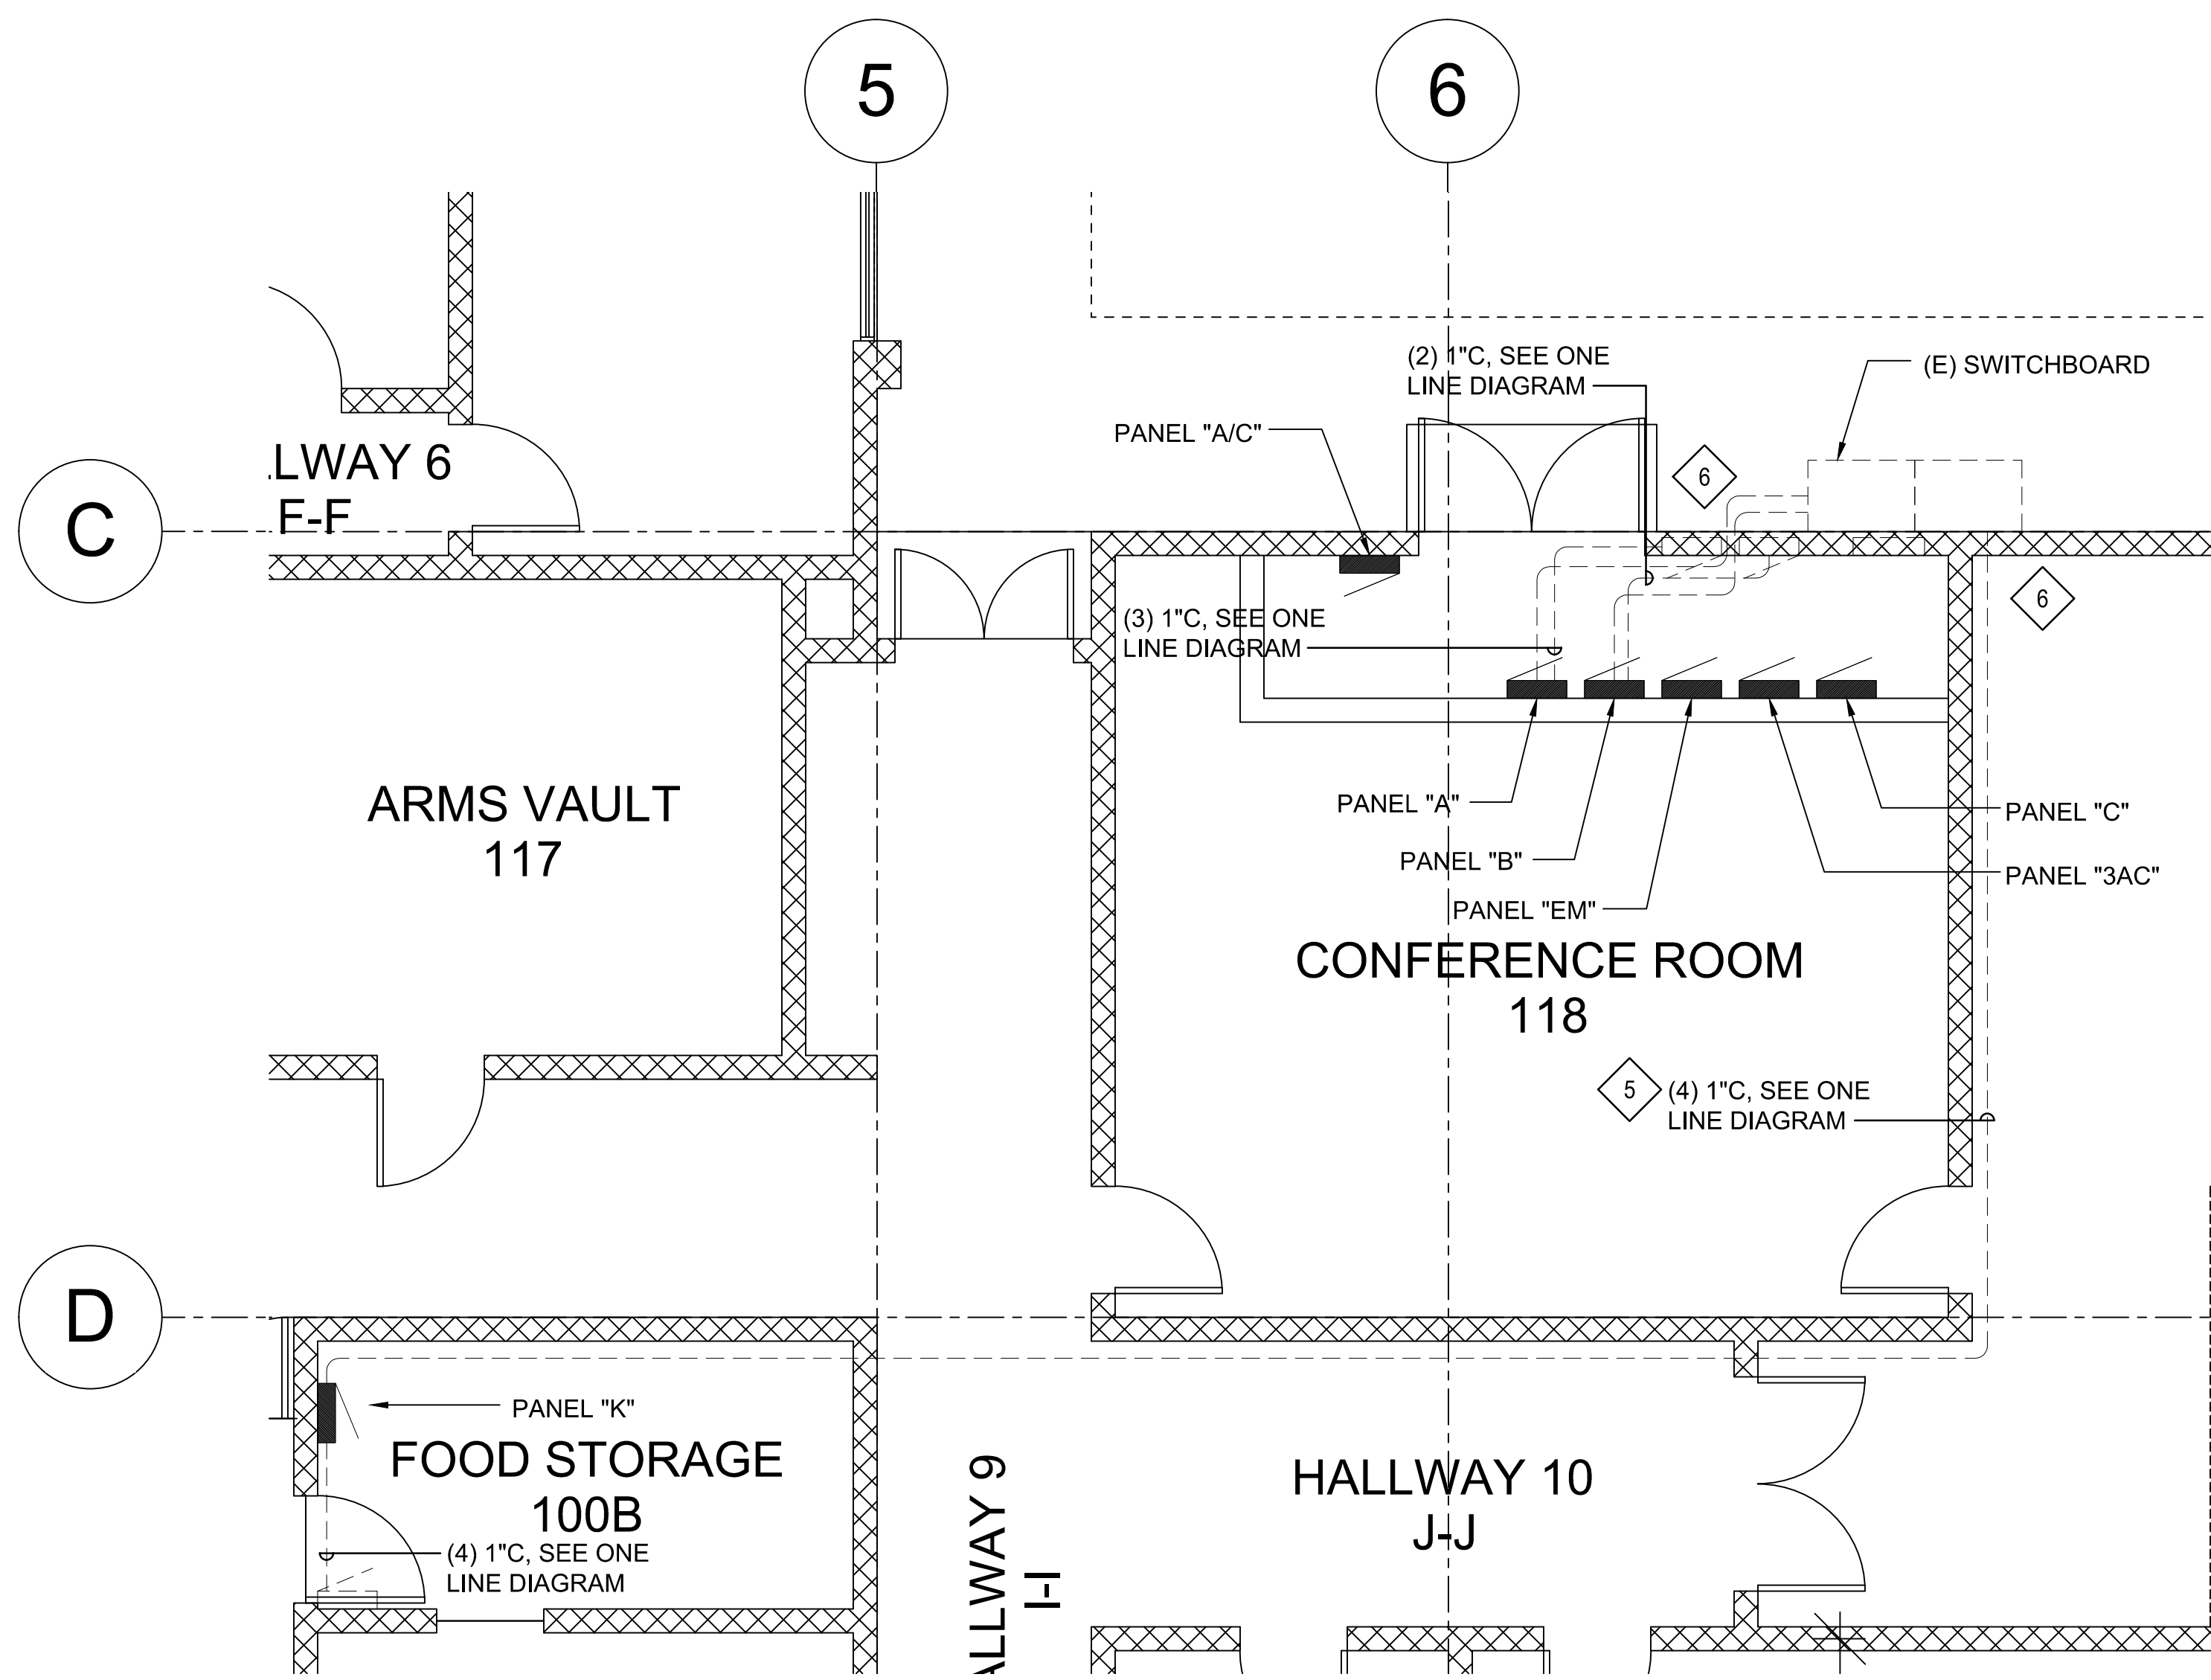 5
6
(2) 1"C, SEE ONE
LINE DIAGRAM
(E) SWITCHBOARD
PANEL "A/C"
.LWAY 6
F-F
6
C
6
(3) 1"C, SEE ONE
LINE DIAGRAM
ARMS VAULT
117
PANEL "A"
PANEL "C"
PANEL "B"
PANEL "3AC"
PANEL "EM"
CONFERENCE ROOM
118
5
(4) 1"C, SEE ONE
LINE DIAGRAM
D
PANEL "K"
FOOD STORAGE
100B
(4) 1"C, SEE ONE
LINE DIAGRAM
ALLWAY 9
I-I
HALLWAY 10
J-J